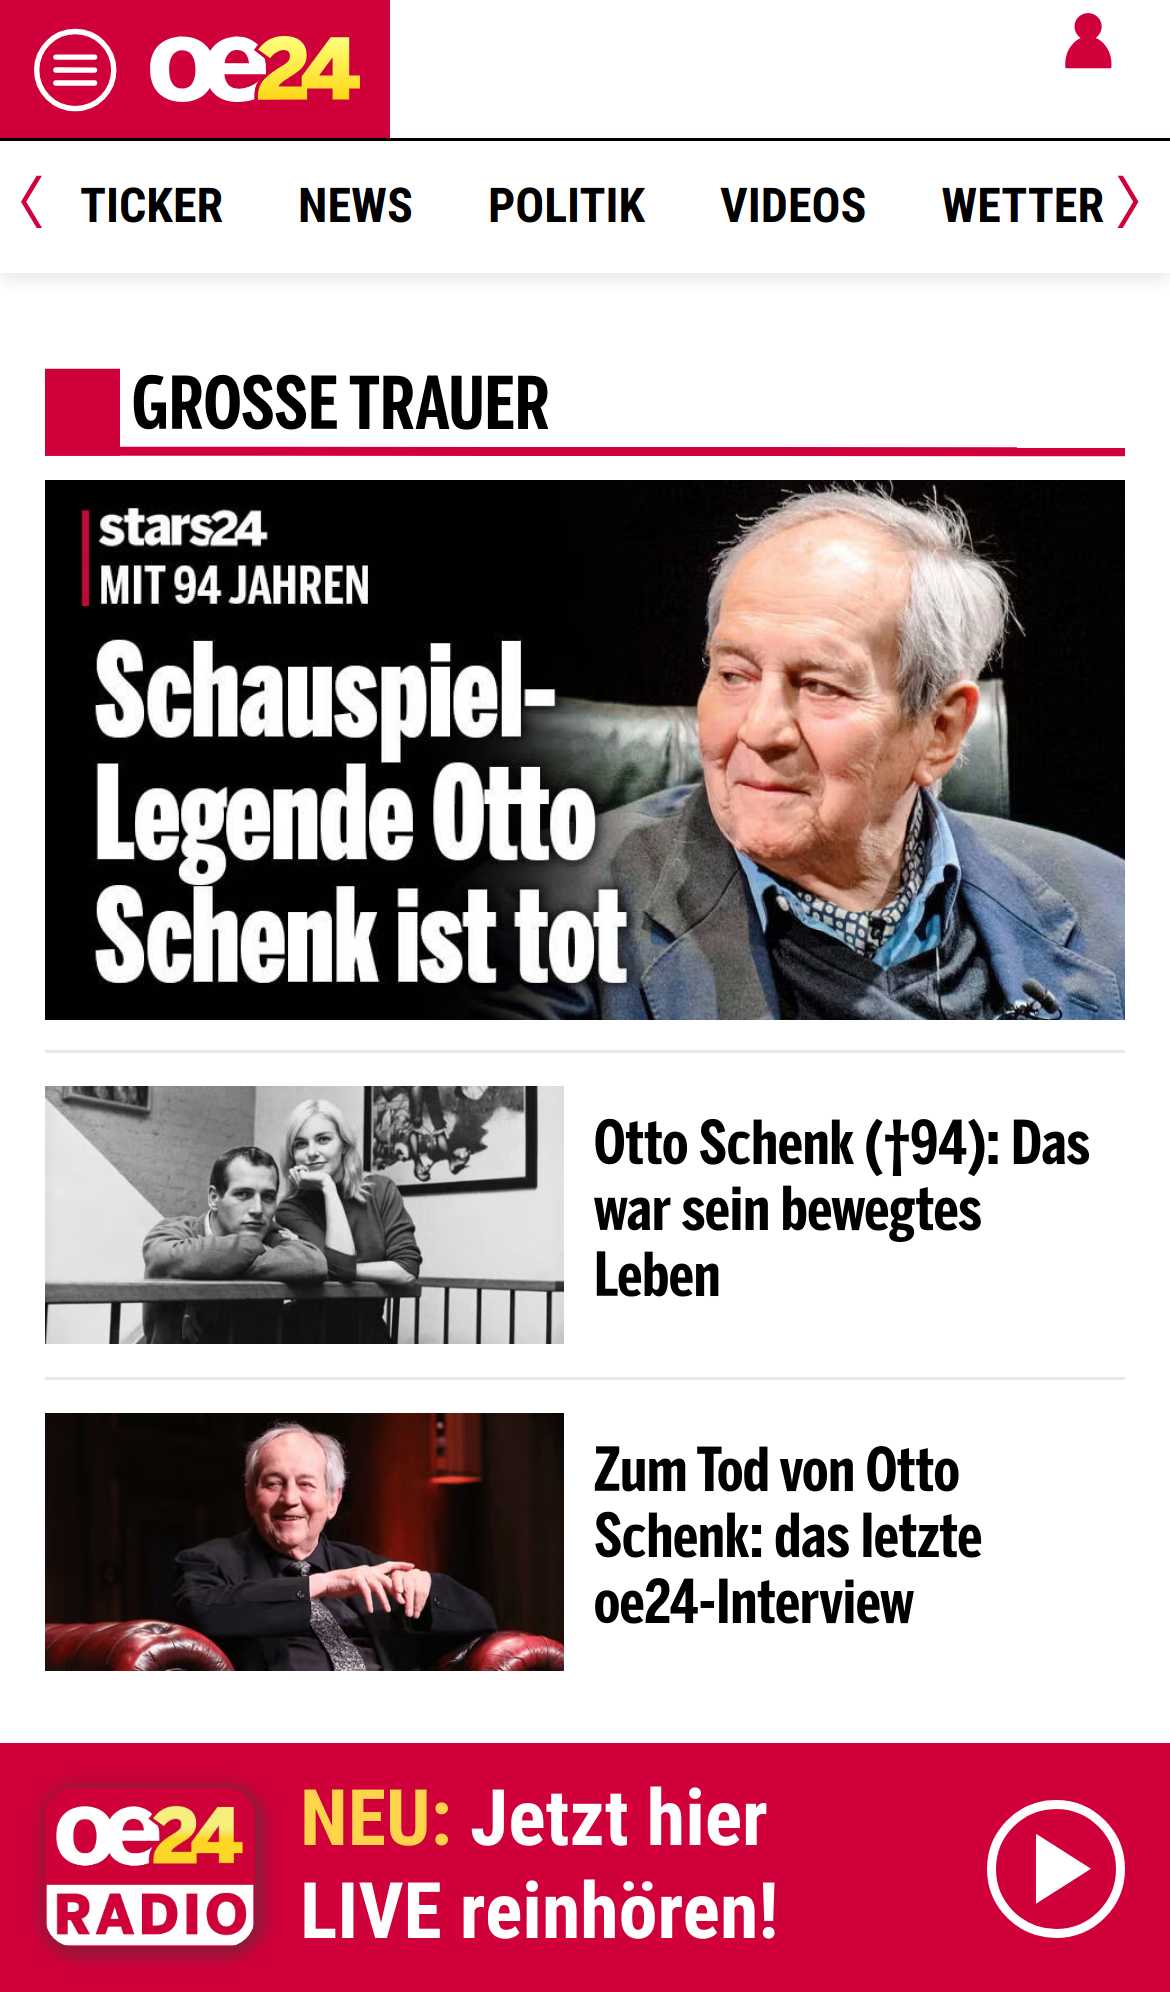 oe24
TICKER NEWS POLITIK VIDEOS WETTER
GROSSE TRAUER
stars24
MIT 94 JAHREN
Schauspiel-
Legende Otto
Schenk ist tot
Otto Schenk (†94): Das
war sein bewegtes
Leben
Zum Tod von Otto
Schenk: das letzte
oe24-Interview
oe24
RADIO
NEU: Jetzt hier
LIVE reinhören!